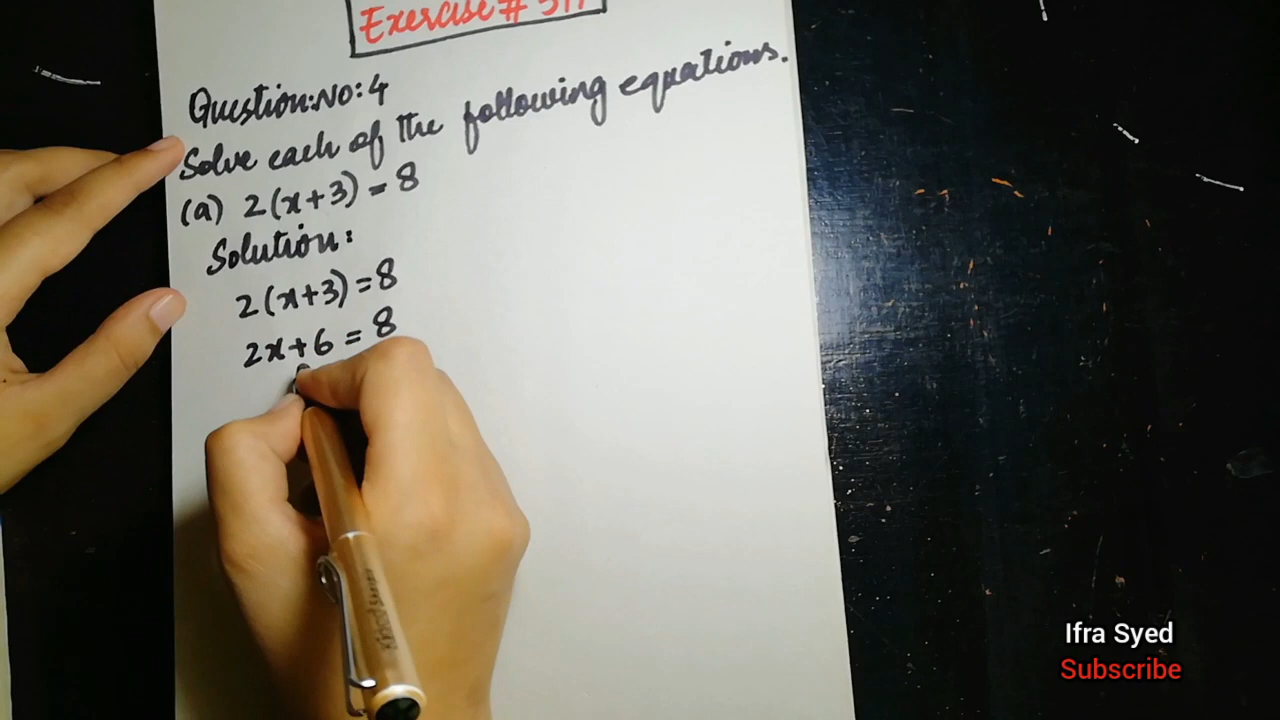 Exercise #
Question:No:4
Solve each of the following equations.
(a) 2(x+3) = 8
Solution:
2(x+3) = 8
2x+6 = 8
Ifra Syed
Subscribe